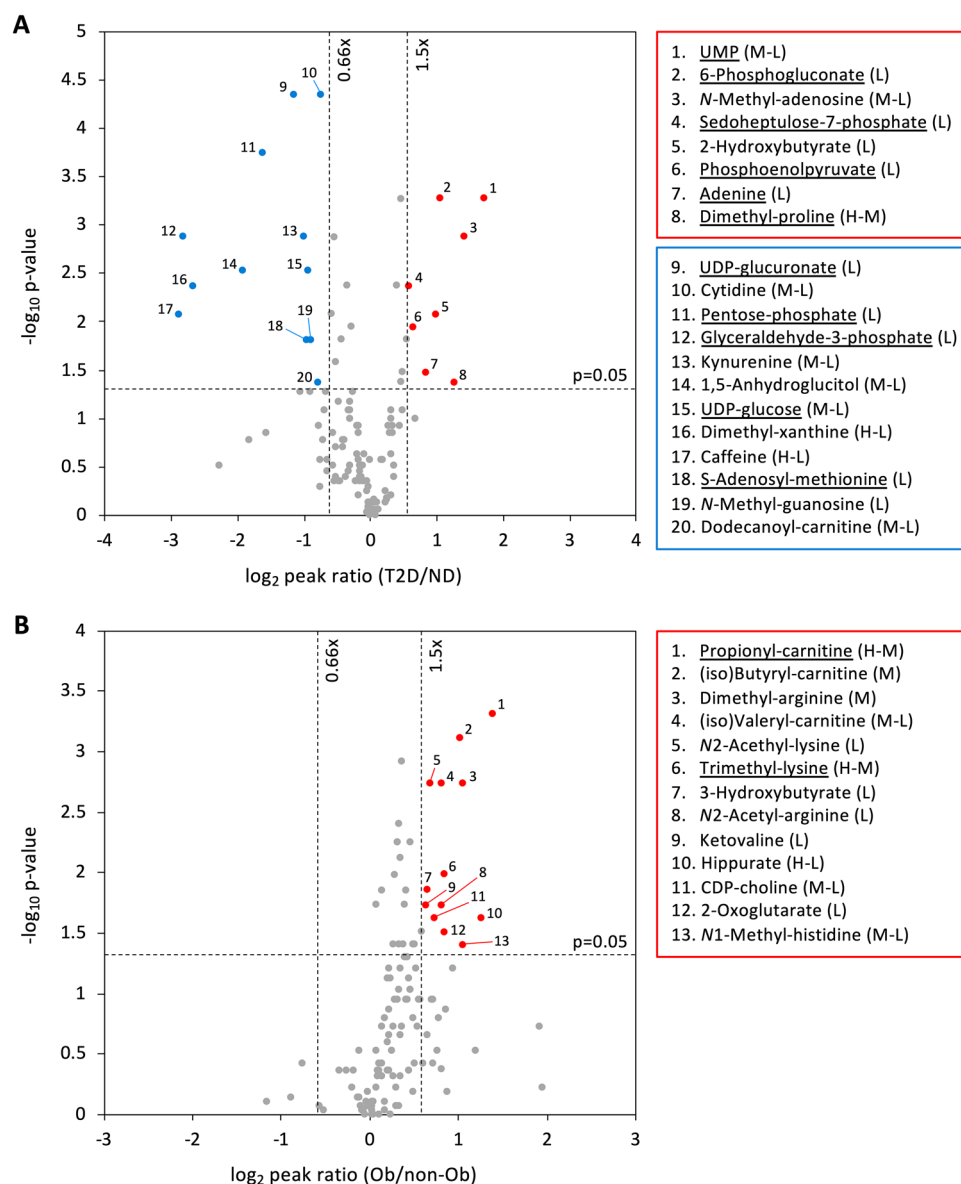 A
5
4.5
4
3.5
3
2.5
2
1.5
1
0.5
0
-log10 p-value
0.66x
1.5x
9
10
11
12
13
14
15
16
17
18
19
20
1
2
3
4
5
6
7
8
p=0.05
-4
-3
-2
-1
0
1
2
3
4
log2 peak ratio (T2D/ND)
1. UMP (M-L)
2. 6-Phosphogluconate (L)
3. N-Methyl-adenosine (M-L)
4. Sedoheptulose-7-phosphate (L)
5. 2-Hydroxybutyrate (L)
6. Phosphoenolpyruvate (L)
7. Adenine (L)
8. Dimethyl-proline (H-M)
9. UDP-glucuronate (L)
10. Cytidine (M-L)
11. Pentose-phosphate (L)
12. Glyceraldehyde-3-phosphate (L)
13. Kynurenine (M-L)
14. 1,5-Anhydroglucitol (M-L)
15. UDP-glucose (M-L)
16. Dimethyl-xanthine (H-L)
17. Caffeine (H-L)
18. S-Adenosyl-methionine (L)
19. N-Methyl-guanosine (L)
20. Dodecanoyl-carnitine (M-L)
B
4
3.5
3
2.5
2
1.5
1
0.5
0
-log10 p-value
0.66x
1.5x
1
2
5
4
3
6
7
9
8
11
10
12
13
p=0.05
-3
-2
-1
0
1
2
3
log2 peak ratio (Ob/non-Ob)
1. Propionyl-carnitine (H-M)
2. (iso)Butyryl-carnitine (M)
3. Dimethyl-arginine (M)
4. (iso)Valeryl-carnitine (M-L)
5. N2-Acethyl-lysine (L)
6. Trimethyl-lysine (H-M)
7. 3-Hydroxybutyrate (L)
8. N2-Acetyl-arginine (L)
9. Ketovaline (L)
10. Hippurate (H-L)
11. CDP-choline (M-L)
12. 2-Oxoglutarate (L)
13. N1-Methyl-histidine (M-L)